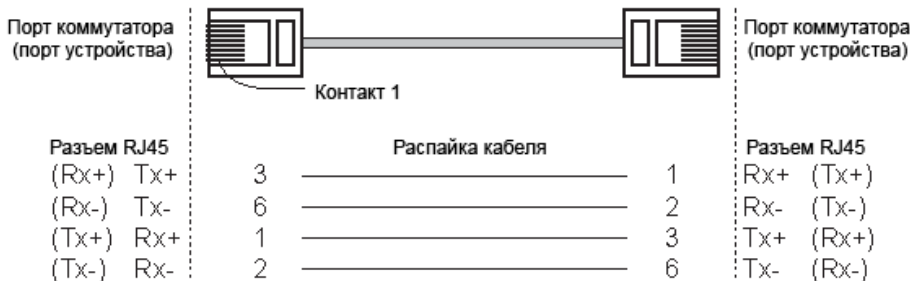 Порт коммутатора
(порт устройства)
Порт коммутатора
(порт устройства)
Контакт 1
Разъем RJ45 Распайка кабеля Разъем RJ45
(Rx+) Tx+ 3 1 Rx+ (Tx+)
(Rx-) Tx- 6 2 Rx- (Tx-)
(Tx+) Rx+ 1 3 Tx+ (Rx+)
(Tx-) Rx- 2 6 Tx- (Rx-)